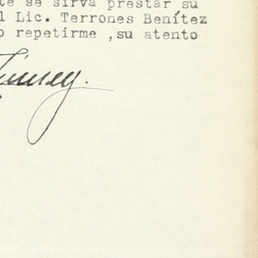 te se sirva prestar su
l Lic. Terrones Benítez
o repetirme ,su atento